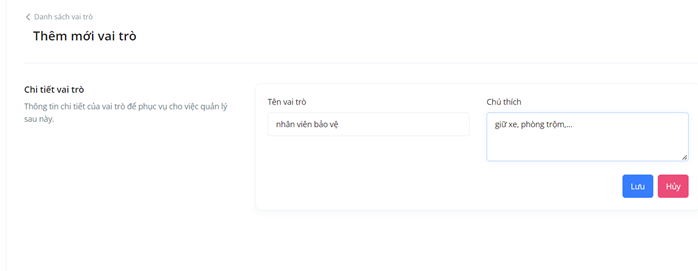 Danh sách vai trò
Thêm mới vai trò
Chi tiết vai trò
Thông tin chi tiết của vai trò để phục vụ cho việc quản lý
sau này.
Tên vai trò
nhân viên bảo vệ
Chú thích
giữ xe, phòng trộm,...
Lưu
Hủy